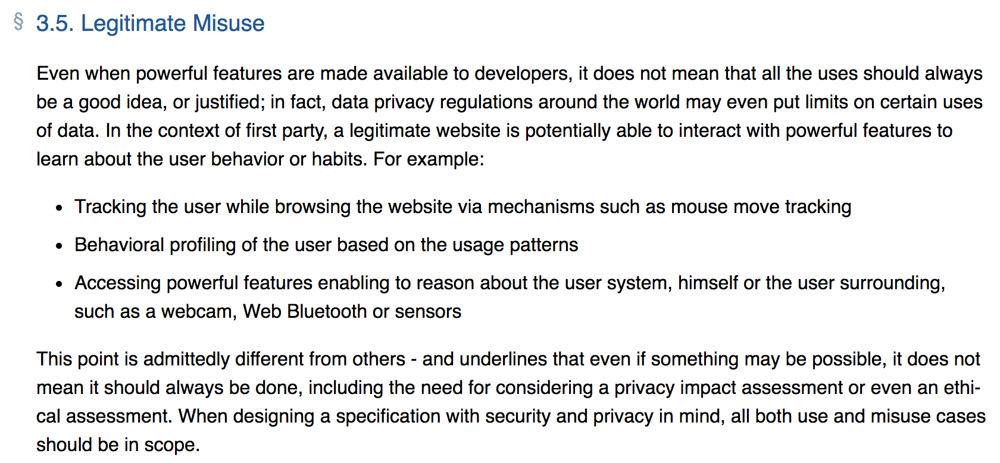 § 3.5. Legitimate Misuse
Even when powerful features are made available to developers, it does not mean that all the uses should always
be a good idea, or justified; in fact, data privacy regulations around the world may even put limits on certain uses
of data. In the context of first party, a legitimate website is potentially able to interact with powerful features to
learn about the user behavior or habits. For example:
• Tracking the user while browsing the website via mechanisms such as mouse move tracking
• Behavioral profiling of the user based on the usage patterns
• Accessing powerful features enabling to reason about the user system, himself or the user surrounding,
such as a webcam, Web Bluetooth or sensors
This point is admittedly different from others - and underlines that even if something may be possible, it does not
mean it should always be done, including the need for considering a privacy impact assessment or even an ethi-
cal assessment. When designing a specification with security and privacy in mind, all both use and misuse cases
should be in scope.